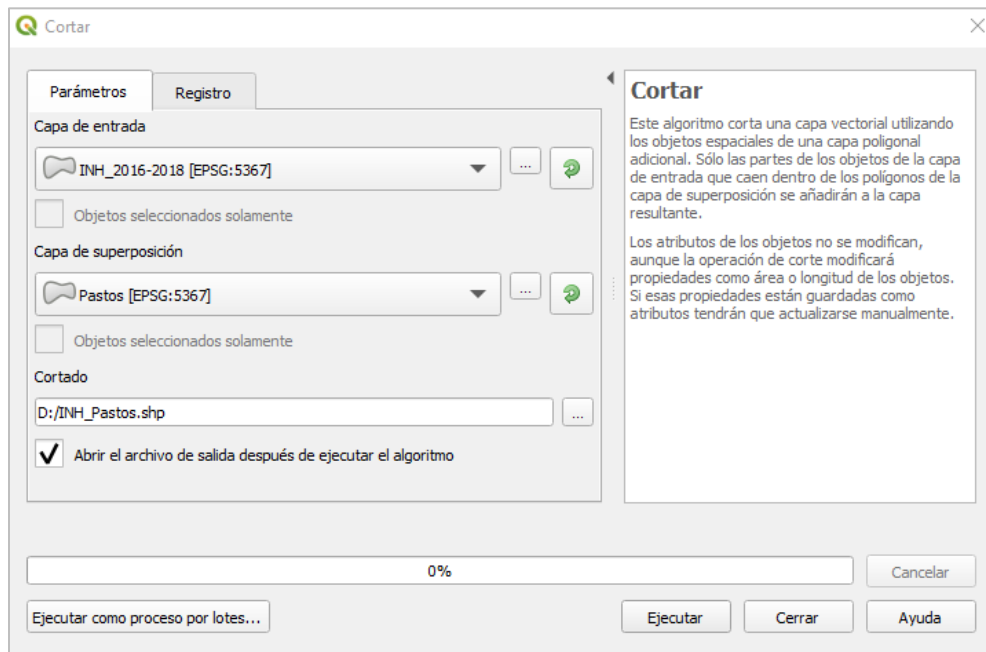 Cortar
Parámetros
Registro
Capa de entrada
INH_2016-2018 [EPSG:5367]
...
Objetos seleccionados solamente
Capa de superposición
Pastos [EPSG:5367]
...
Objetos seleccionados solamente
Cortado
D:/INH_Pastos.shp
...
Abrir el archivo de salida después de ejecutar el algoritmo
Cortar
Este algoritmo corta una capa vectorial utilizando
los objetos espaciales de una capa poligonal
adicional. Sólo las partes de los objetos de la capa
de entrada que caen dentro de los polígonos de la
capa de superposición se añadirán a la capa
resultante.
Los atributos de los objetos no se modifican,
aunque la operación de corte modificará
propiedades como área o longitud de los objetos.
Si esas propiedades están guardadas como
atributos tendrán que actualizarse manualmente.
0%
Cancelar
Ejecutar como proceso por lotes...
Ejecutar
Cerrar
Ayuda